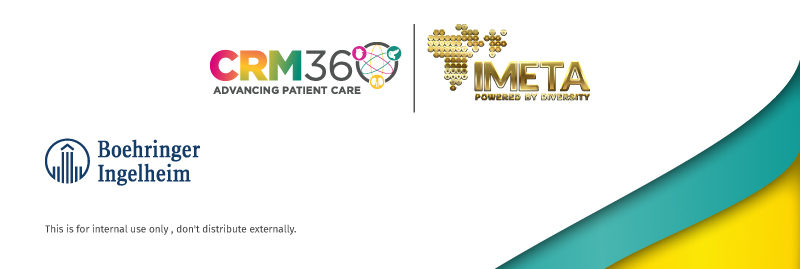 CRM360
ADVANCING PATIENT CARE
IMETA
POWERED BY DIVERSITY
Boehringer
Ingelheim
This is for internal use only , don't distribute externally.